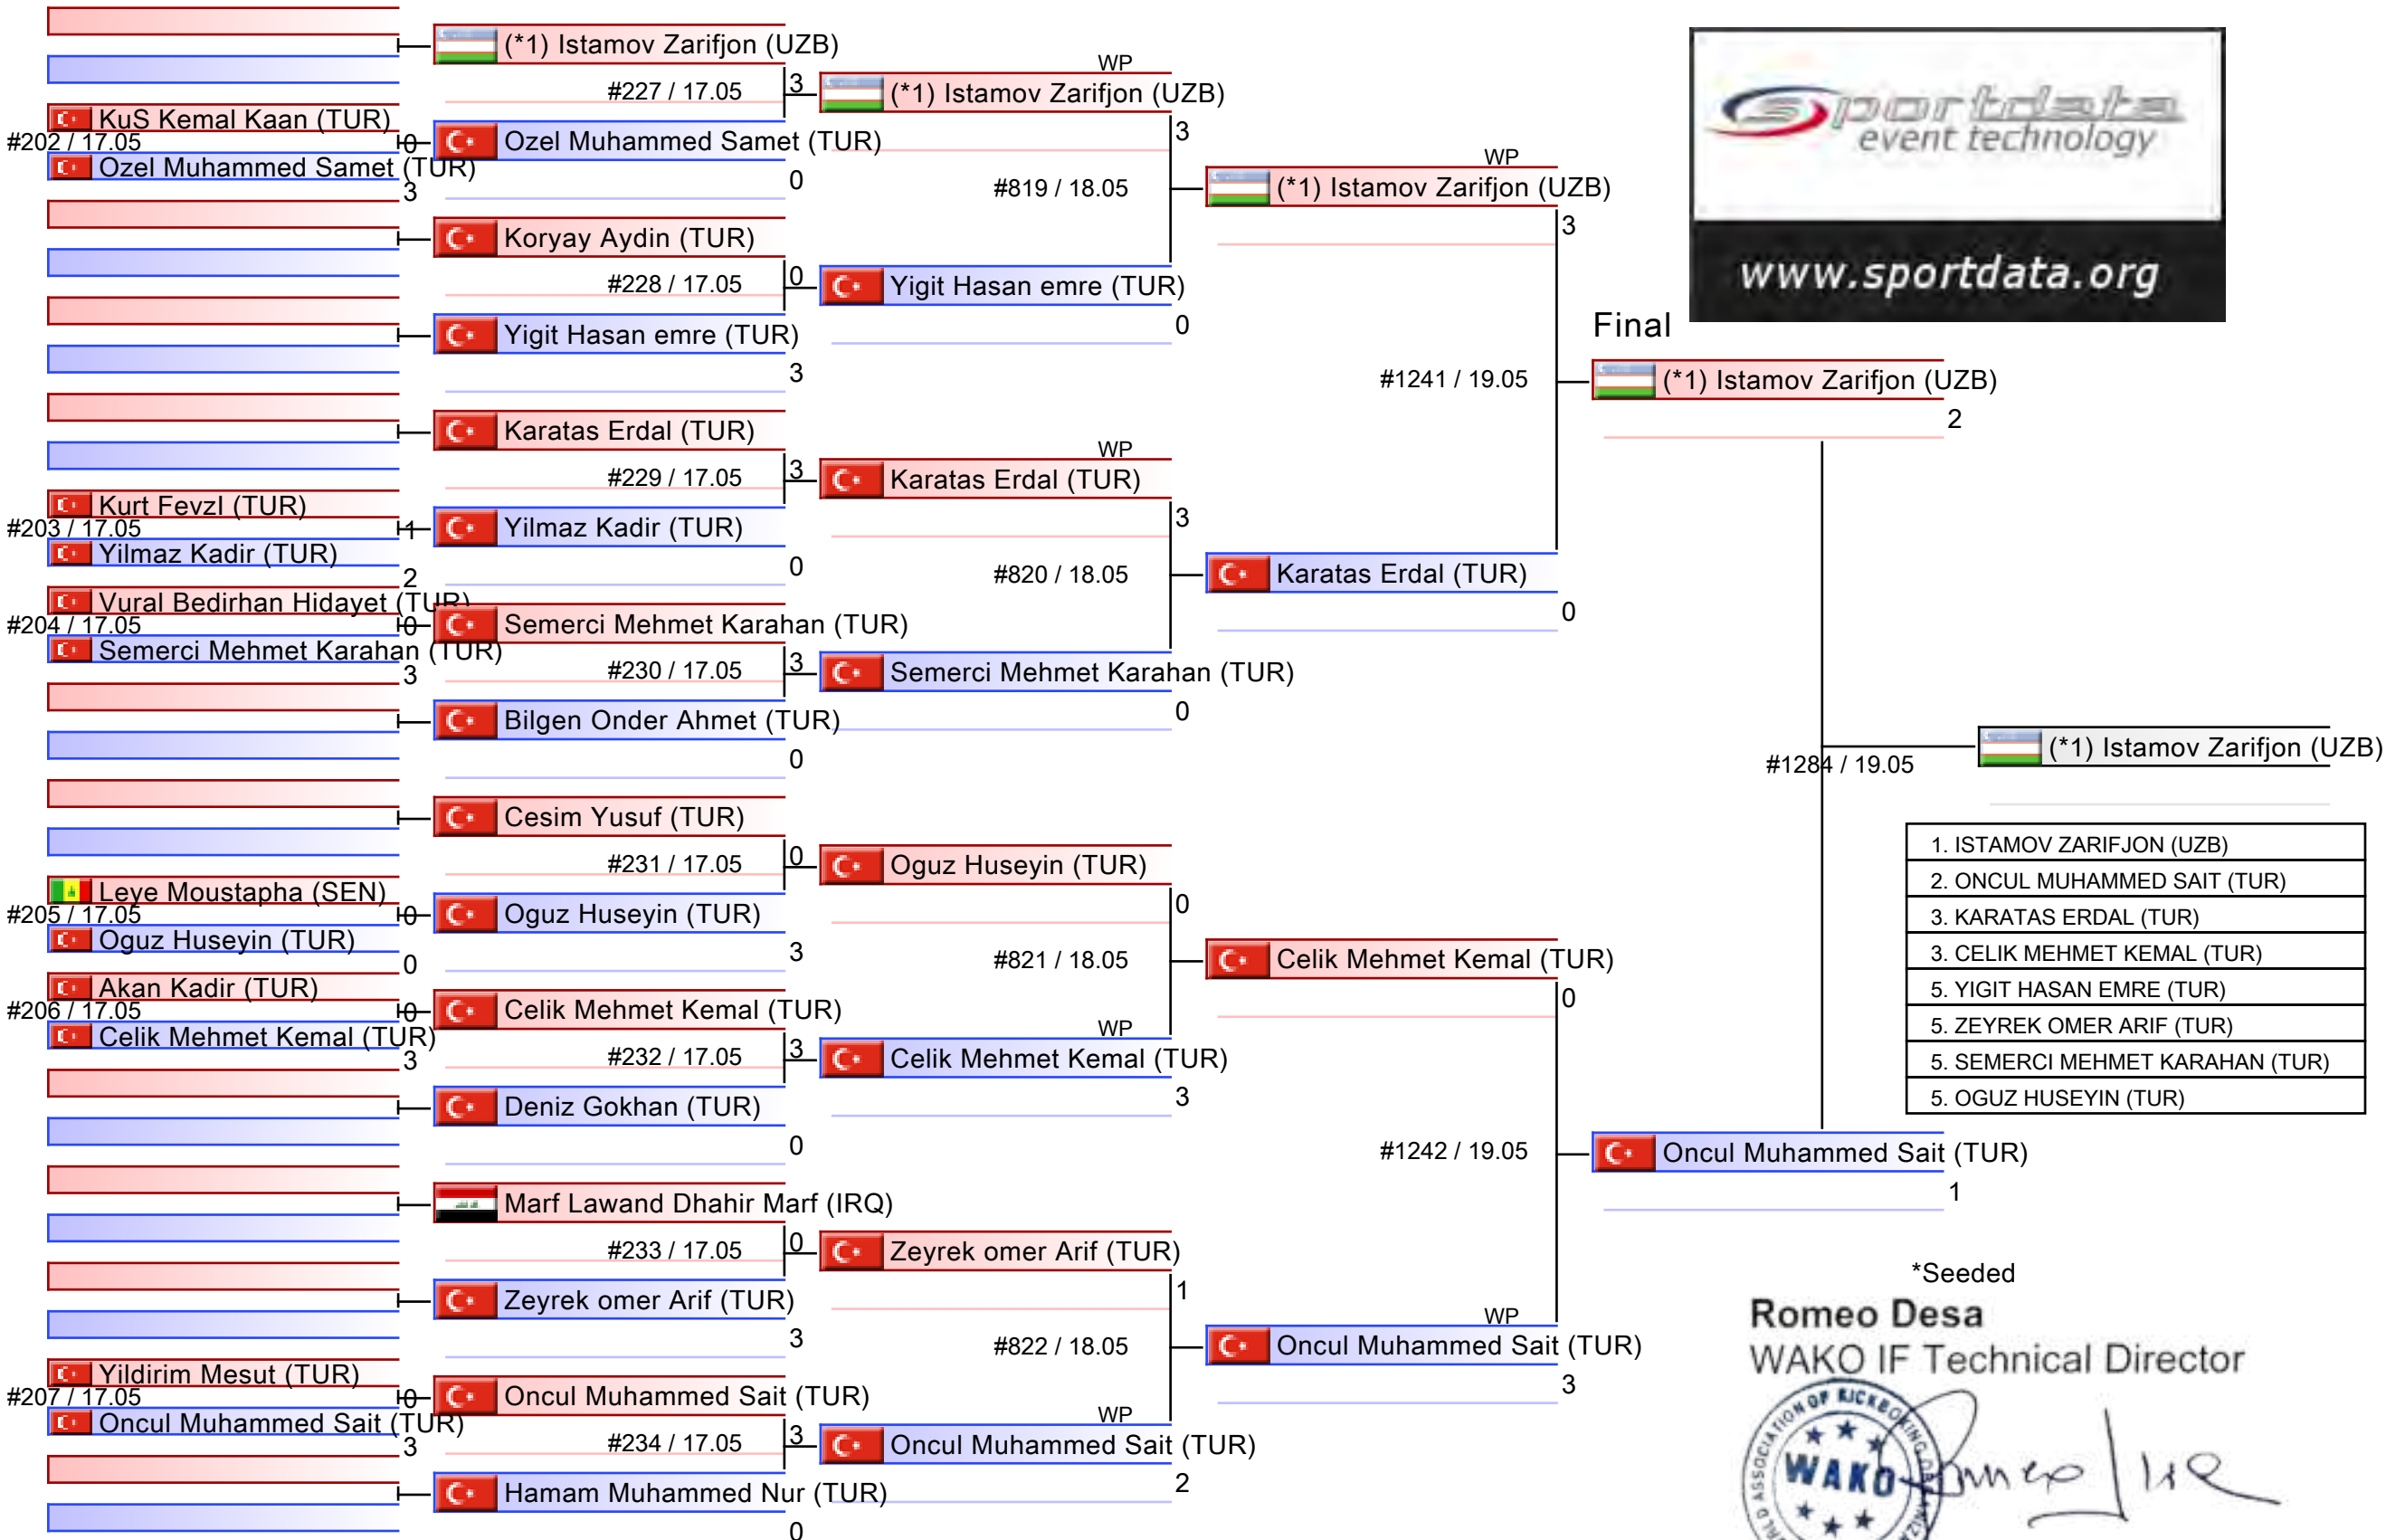 (*1) Istamov Zarifjon (UZB)
#227 / 17.05
3
KuS Kemal Kaan (TUR)
#202 / 17.05
0
Ozel Muhammed Samet (TUR)
3
Ozel Muhammed Samet (TUR)
0
Koryay Aydin (TUR)
#228 / 17.05
0
Yigit Hasan emre (TUR)
3
Karatas Erdal (TUR)
#229 / 17.05
3
Kurt FevzI (TUR)
#203 / 17.05
1
Yilmaz Kadir (TUR)
2
Yilmaz Kadir (TUR)
0
Vural Bedirhan Hidayet (TUR)
#204 / 17.05
0
Semerci Mehmet Karahan (TUR)
3
Semerci Mehmet Karahan (TUR)
#230 / 17.05
3
Bilgen Onder Ahmet (TUR)
0
Cesim Yusuf (TUR)
#231 / 17.05
0
Leye Moustapha (SEN)
#205 / 17.05
0
Oguz Huseyin (TUR)
0
Oguz Huseyin (TUR)
3
Akan Kadir (TUR)
#206 / 17.05
0
Celik Mehmet Kemal (TUR)
3
Celik Mehmet Kemal (TUR)
#232 / 17.05
3
Deniz Gokhan (TUR)
0
Marf Lawand Dhahir Marf (IRQ)
#233 / 17.05
0
Zeyrek omer Arif (TUR)
3
Yildirim Mesut (TUR)
#207 / 17.05
0
Oncul Muhammed Sait (TUR)
3
Oncul Muhammed Sait (TUR)
#234 / 17.05
3
Hamam Muhammed Nur (TUR)
0
WP
(*1) Istamov Zarifjon (UZB)
3
#819 / 18.05
Yigit Hasan emre (TUR)
0
WP
Karatas Erdal (TUR)
3
#820 / 18.05
Semerci Mehmet Karahan (TUR)
0
Oguz Huseyin (TUR)
0
#821 / 18.05
WP
Celik Mehmet Kemal (TUR)
3
Zeyrek omer Arif (TUR)
1
#822 / 18.05
WP
Oncul Muhammed Sait (TUR)
2
WP
(*1) Istamov Zarifjon (UZB)
3
#1241 / 19.05
Karatas Erdal (TUR)
0
Celik Mehmet Kemal (TUR)
0
#1242 / 19.05
WP
Oncul Muhammed Sait (TUR)
3
sportdata
event technology
www.sportdata.org
Final
(*1) Istamov Zarifjon (UZB)
2
#1284 / 19.05
Oncul Muhammed Sait (TUR)
1
(*1) Istamov Zarifjon (UZB)
1. ISTAMOV ZARIFJON (UZB)
2. ONCUL MUHAMMED SAIT (TUR)
3. KARATAS ERDAL (TUR)
3. CELIK MEHMET KEMAL (TUR)
5. YIGIT HASAN EMRE (TUR)
5. ZEYREK OMER ARIF (TUR)
5. SEMERCI MEHMET KARAHAN (TUR)
5. OGUZ HUSEYIN (TUR)
*Seeded
Romeo Desa
WAKO IF Technical Director
ASSOCIATION OF KICKBOXING
WAKO